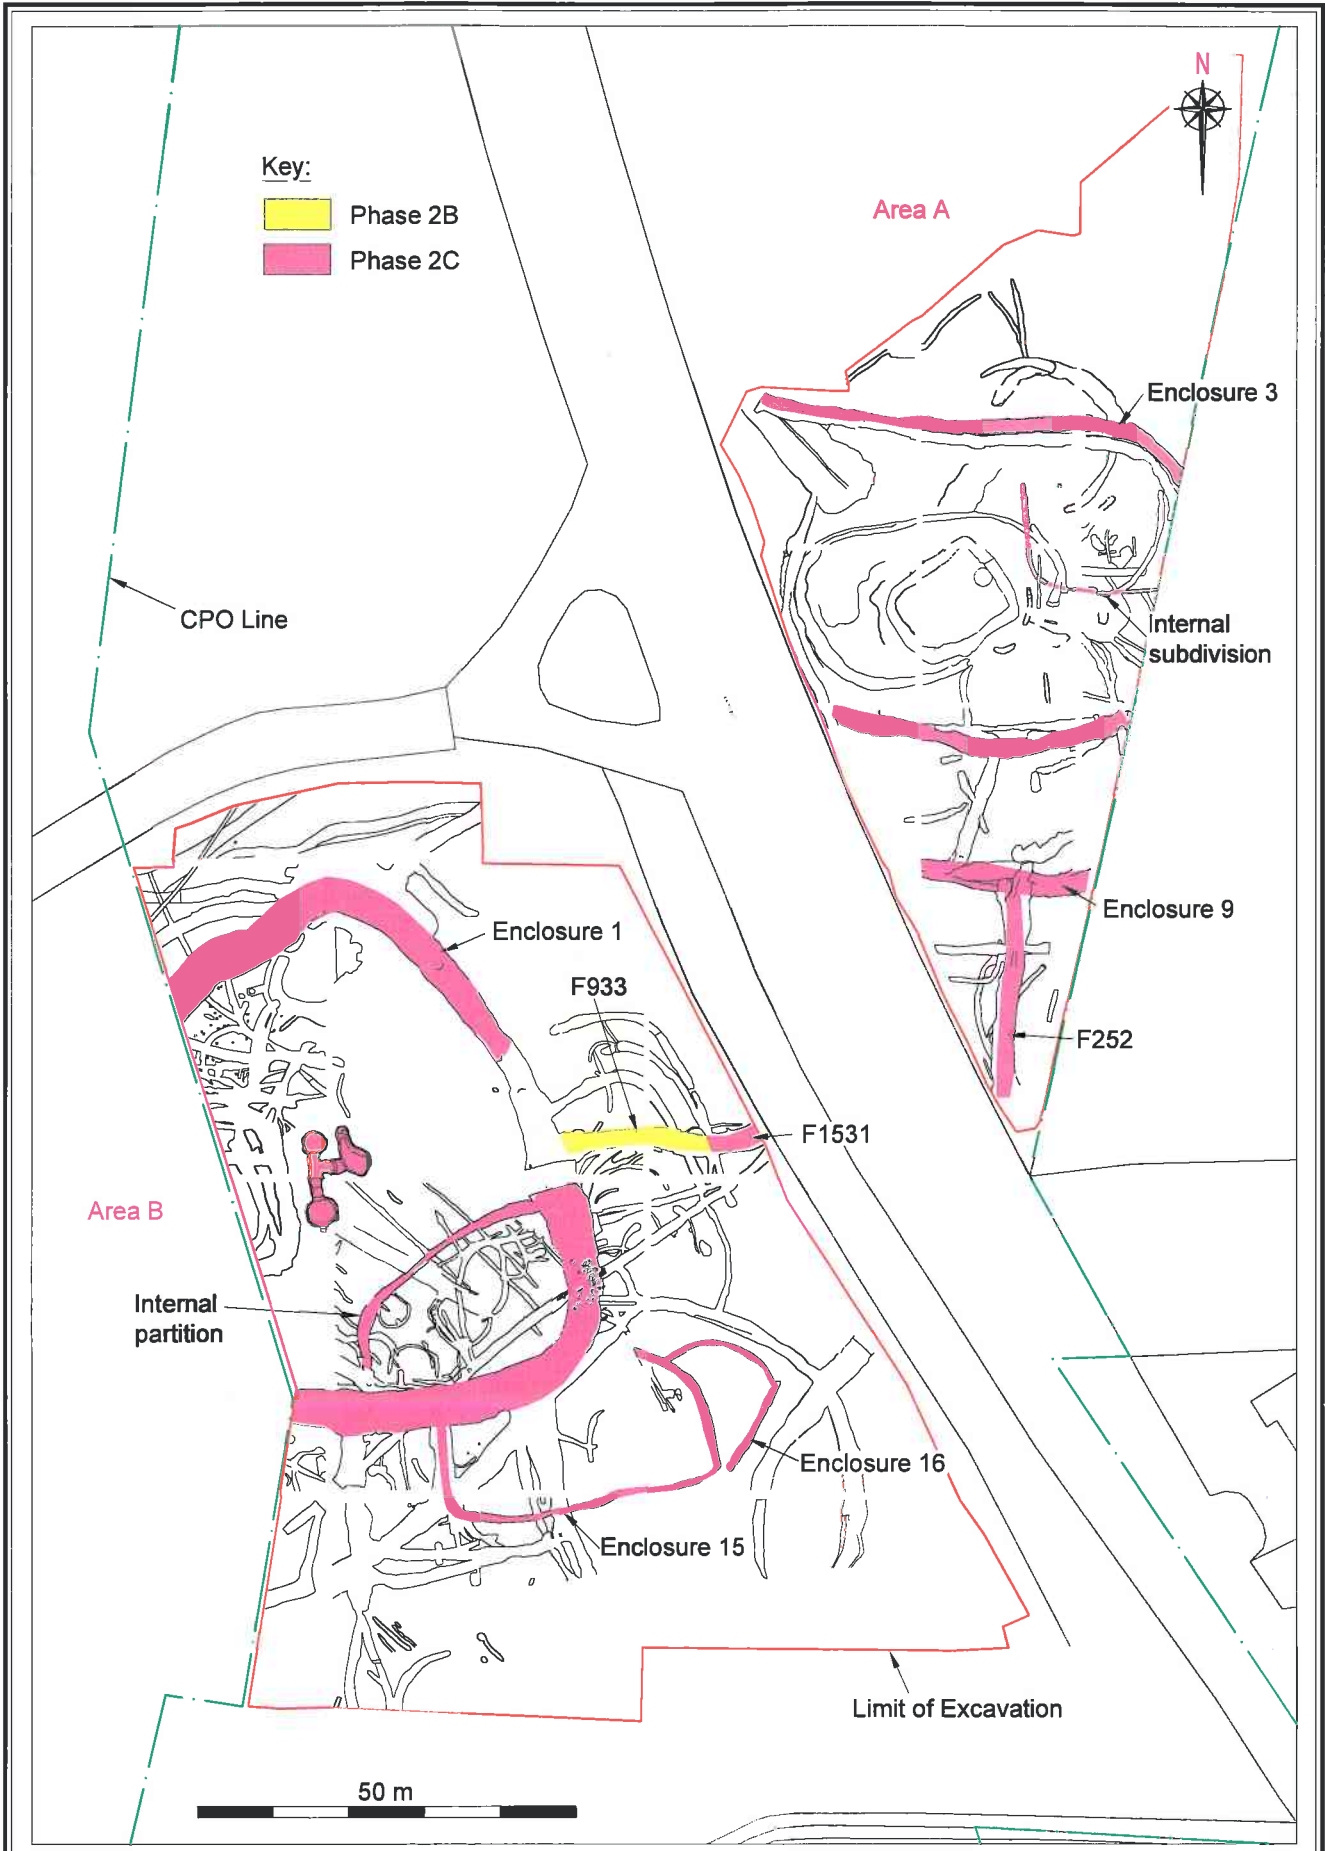 N
Key:
Phase 2B
Phase 2C
Area A
Enclosure 3
CPO Line
Internal
subdivision
Enclosure 9
Enclosure 1
F933
F252
F1531
Area B
Internal
partition
Enclosure 16
Enclosure 15
Limit of Excavation
50 m